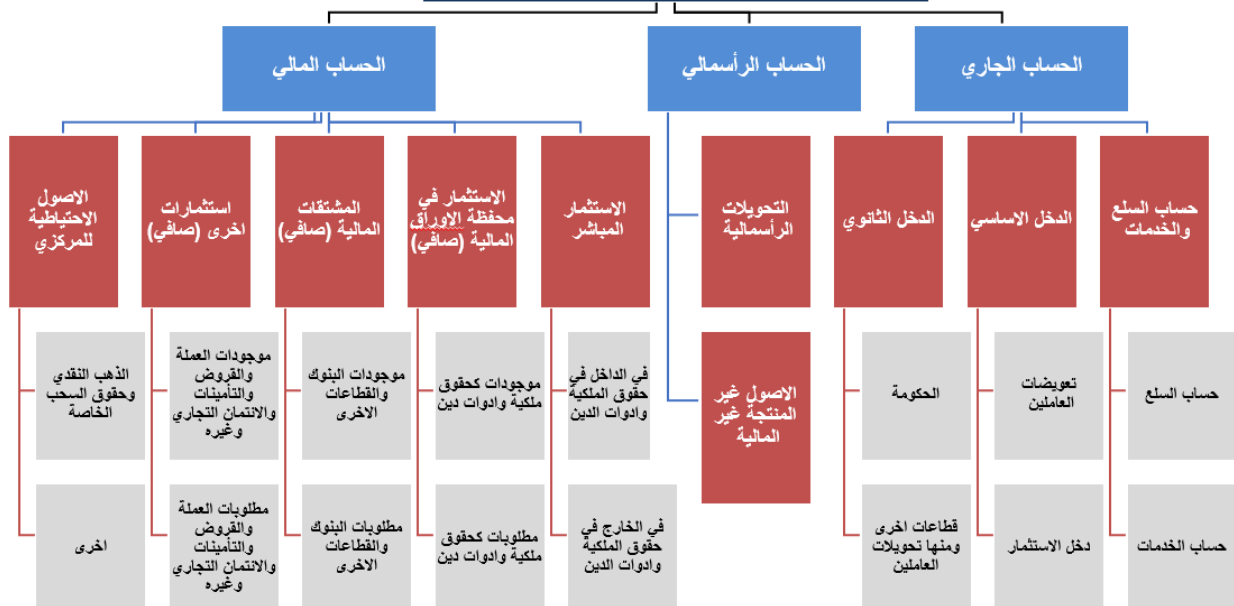 الحساب الجاري
الحساب الرأسمالي
الحساب المالي
حساب السلع
والخدمات
الدخل الاساسي
الدخل الثانوي
التحويلات
الرأسمالية
الاستثمار
المباشر
الاستثمار في
محفظة الاوراق
المالية (صافي)
المشتقات
المالية (صافي)
استثمارات
اخرى (صافي)
الاصول
الاحتياطية
للمركزي
حساب السلع
تعويضات
العاملين
الحكومة
الاصول غير
المنتجة غير
المالية
في الداخل في
حقوق الملكية
وادوات الدين
موجودات كحقوق
ملكية وادوات دين
موجودات البنوك
والقطاعات
الاخرى
موجودات العملة
والقروض
والتأمينات
والانتمان التجاري
وغيره
الذهب النقدي
وحقوق السحب
الخاصة
حساب الخدمات
دخل الاستثمار
قطاعات اخرى
ومنها تحويلات
العاملين
في الخارج في
حقوق الملكية
وادوات الدين
مطلوبات كحقوق
ملكية وادوات دين
مطلوبات البنوك
والقطاعات
الاخرى
مطلوبات العملة
والقروض
والتأمينات
والانتمان التجاري
وغيره
اخرى